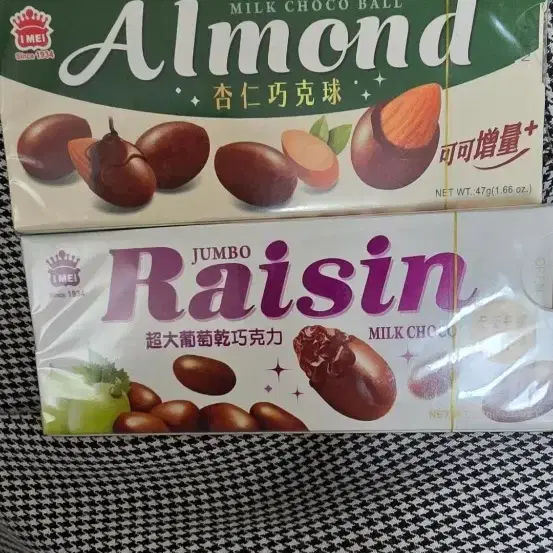 MILK CHOCO BALL
I MEI
Since 1934
Almond
杏仁巧克球
可可增量+
NET WT.:47g(1.66 oz.)
I MEI
Since 1934
JUMBO
Raisin
超大葡萄乾巧克力
MILK CHOCO
NET